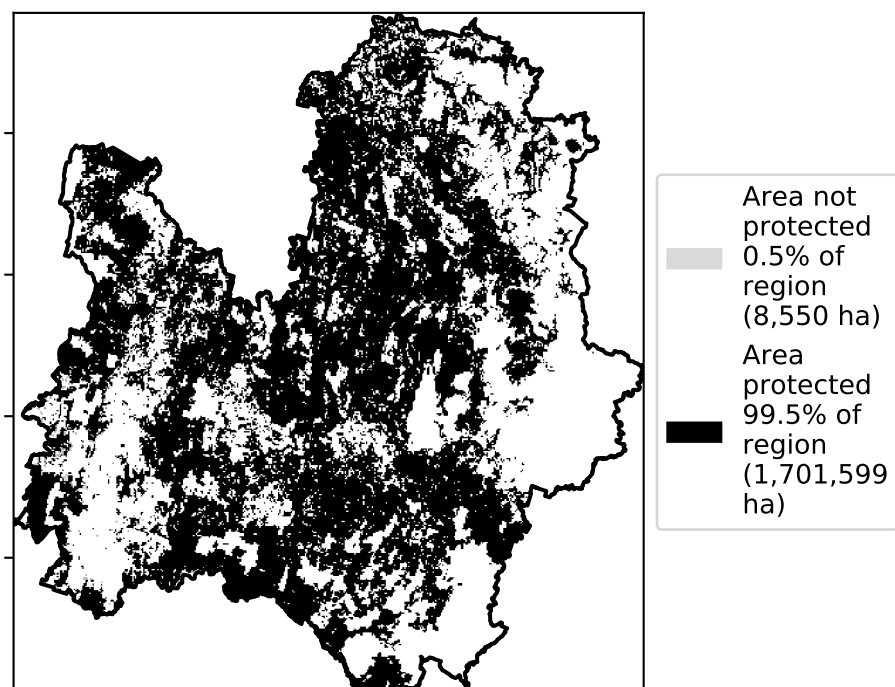 Area not
protected
0.5% of
region
(8,550 ha)
Area
protected
99.5% of
region
(1,701,599
ha)